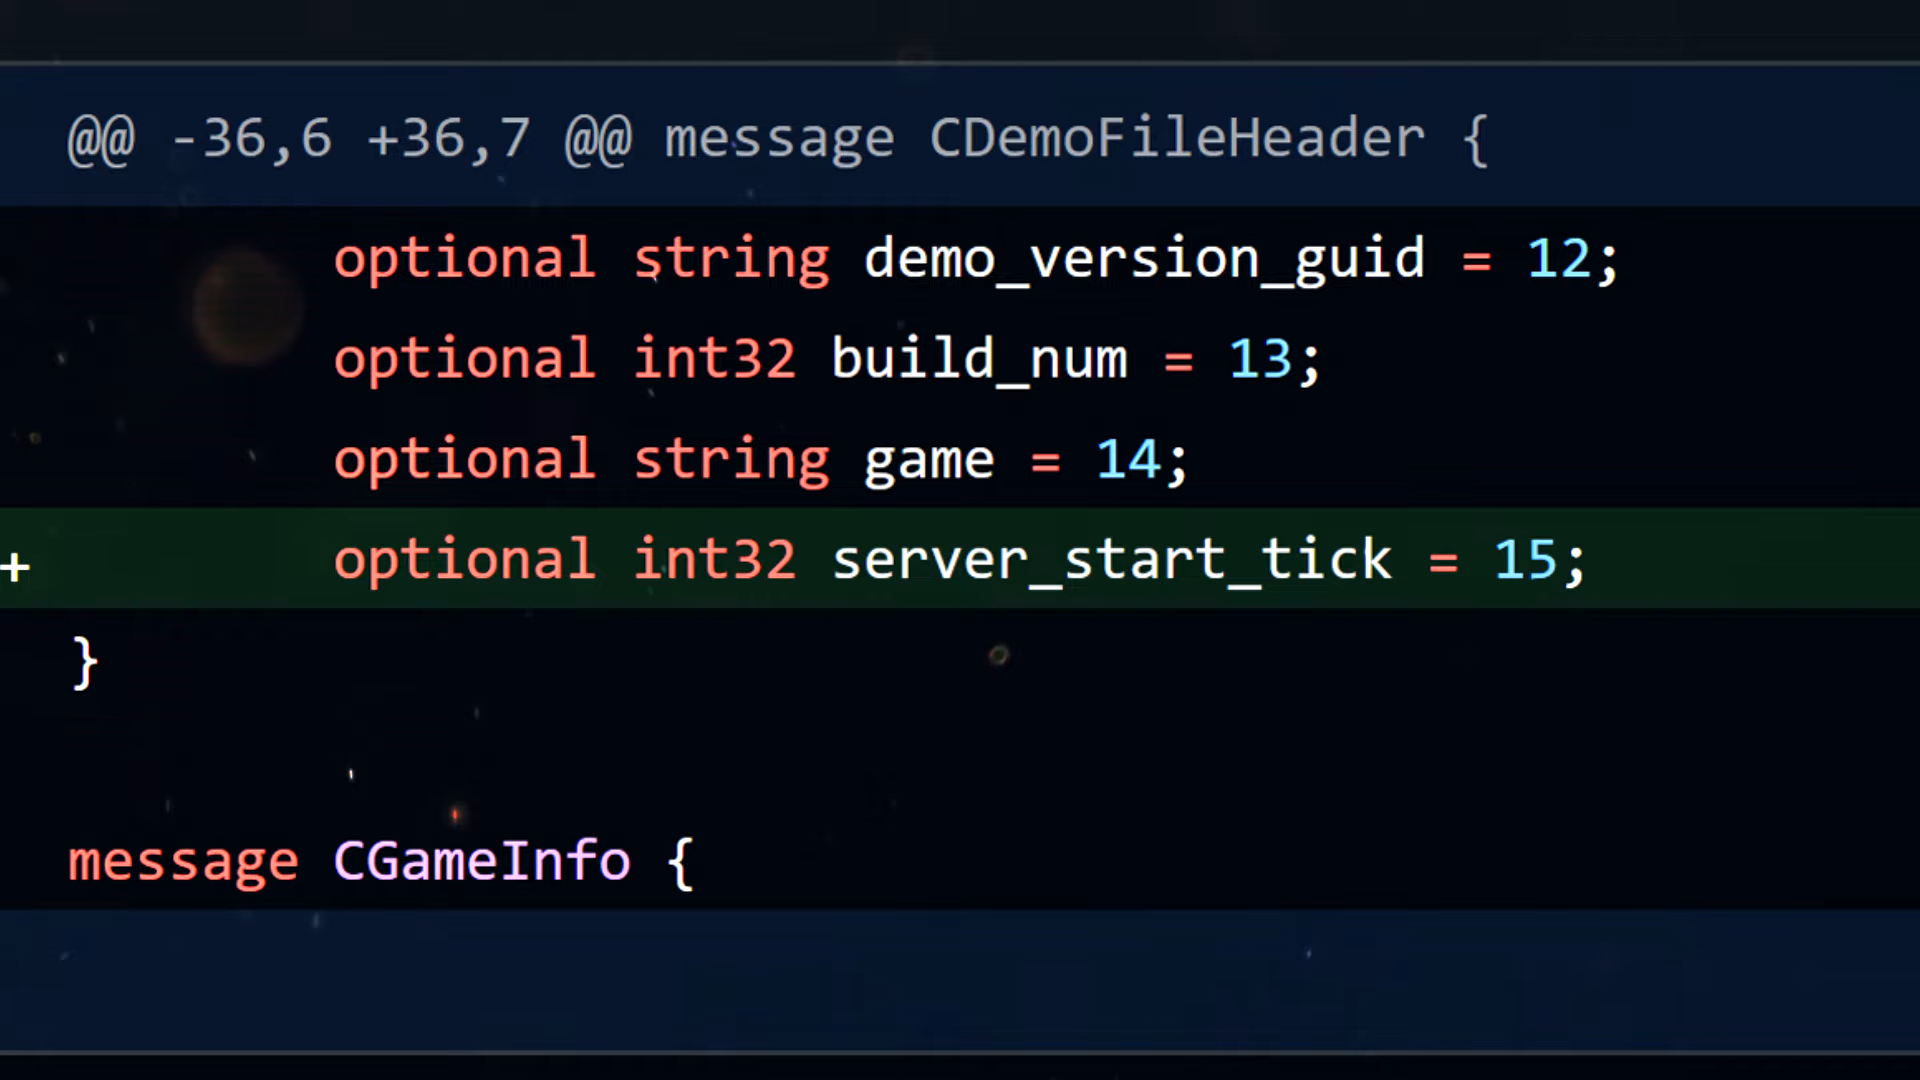 @@ -36,6 +36,7 @@ message CDemoFileHeader {
optional string demo_version_guid = 12;
optional int32 build_num = 13;
optional string game = 14;
+ optional int32 server_start_tick = 15;
}
message CGameInfo {